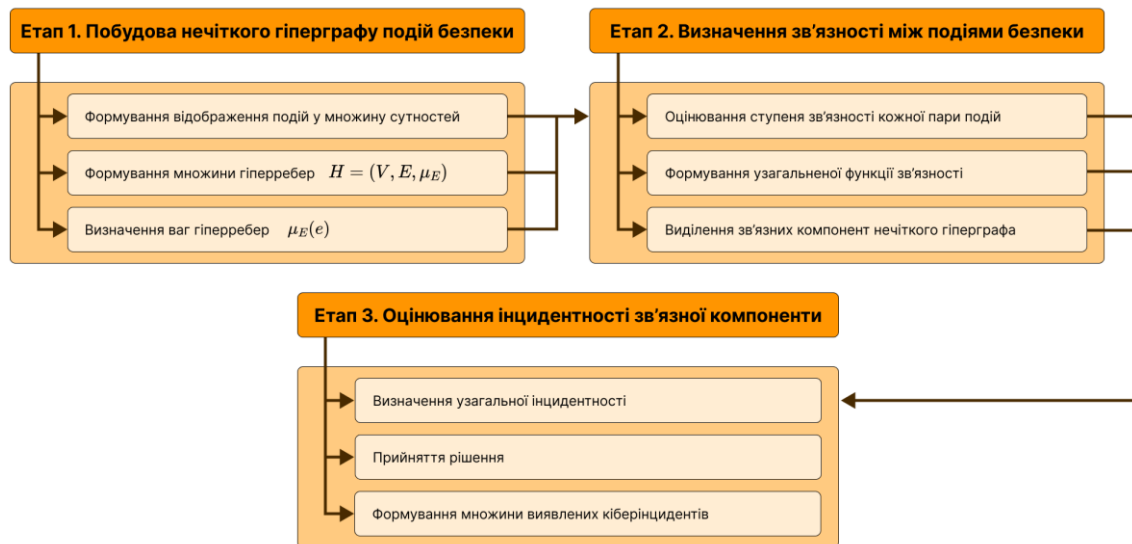 Етап 1. Побудова нечіткого гіперграфу подій безпеки
Формування відображення подій у множину сутностей
Формування множини гіперребер H = (V, E, μ_E)
Визначення ваг гіперребер μ_E(e)
Етап 2. Визначення зв’язності між подіями безпеки
Оцінювання ступеня зв’язності кожної пари подій
Формування узагальненої функції зв’язності
Виділення зв’язних компонент нечіткого гіперграфа
Етап 3. Оцінювання інцидентності зв’язної компоненти
Визначення узагальної інцидентності
Прийняття рішення
Формування множини виявлених кіберінцидентів